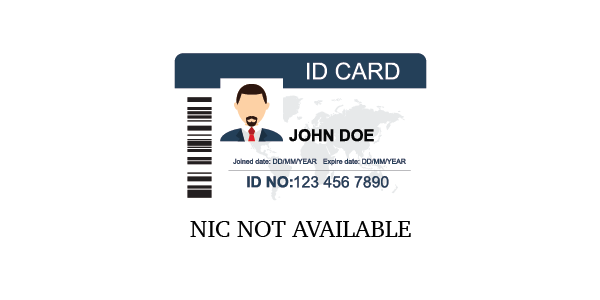 ID CARD
JOHN DOE
Joined date: DD/MM/YEAR Expire date: DD/MM/YEAR
ID NO:123 456 7890
NIC NOT AVAILABLE